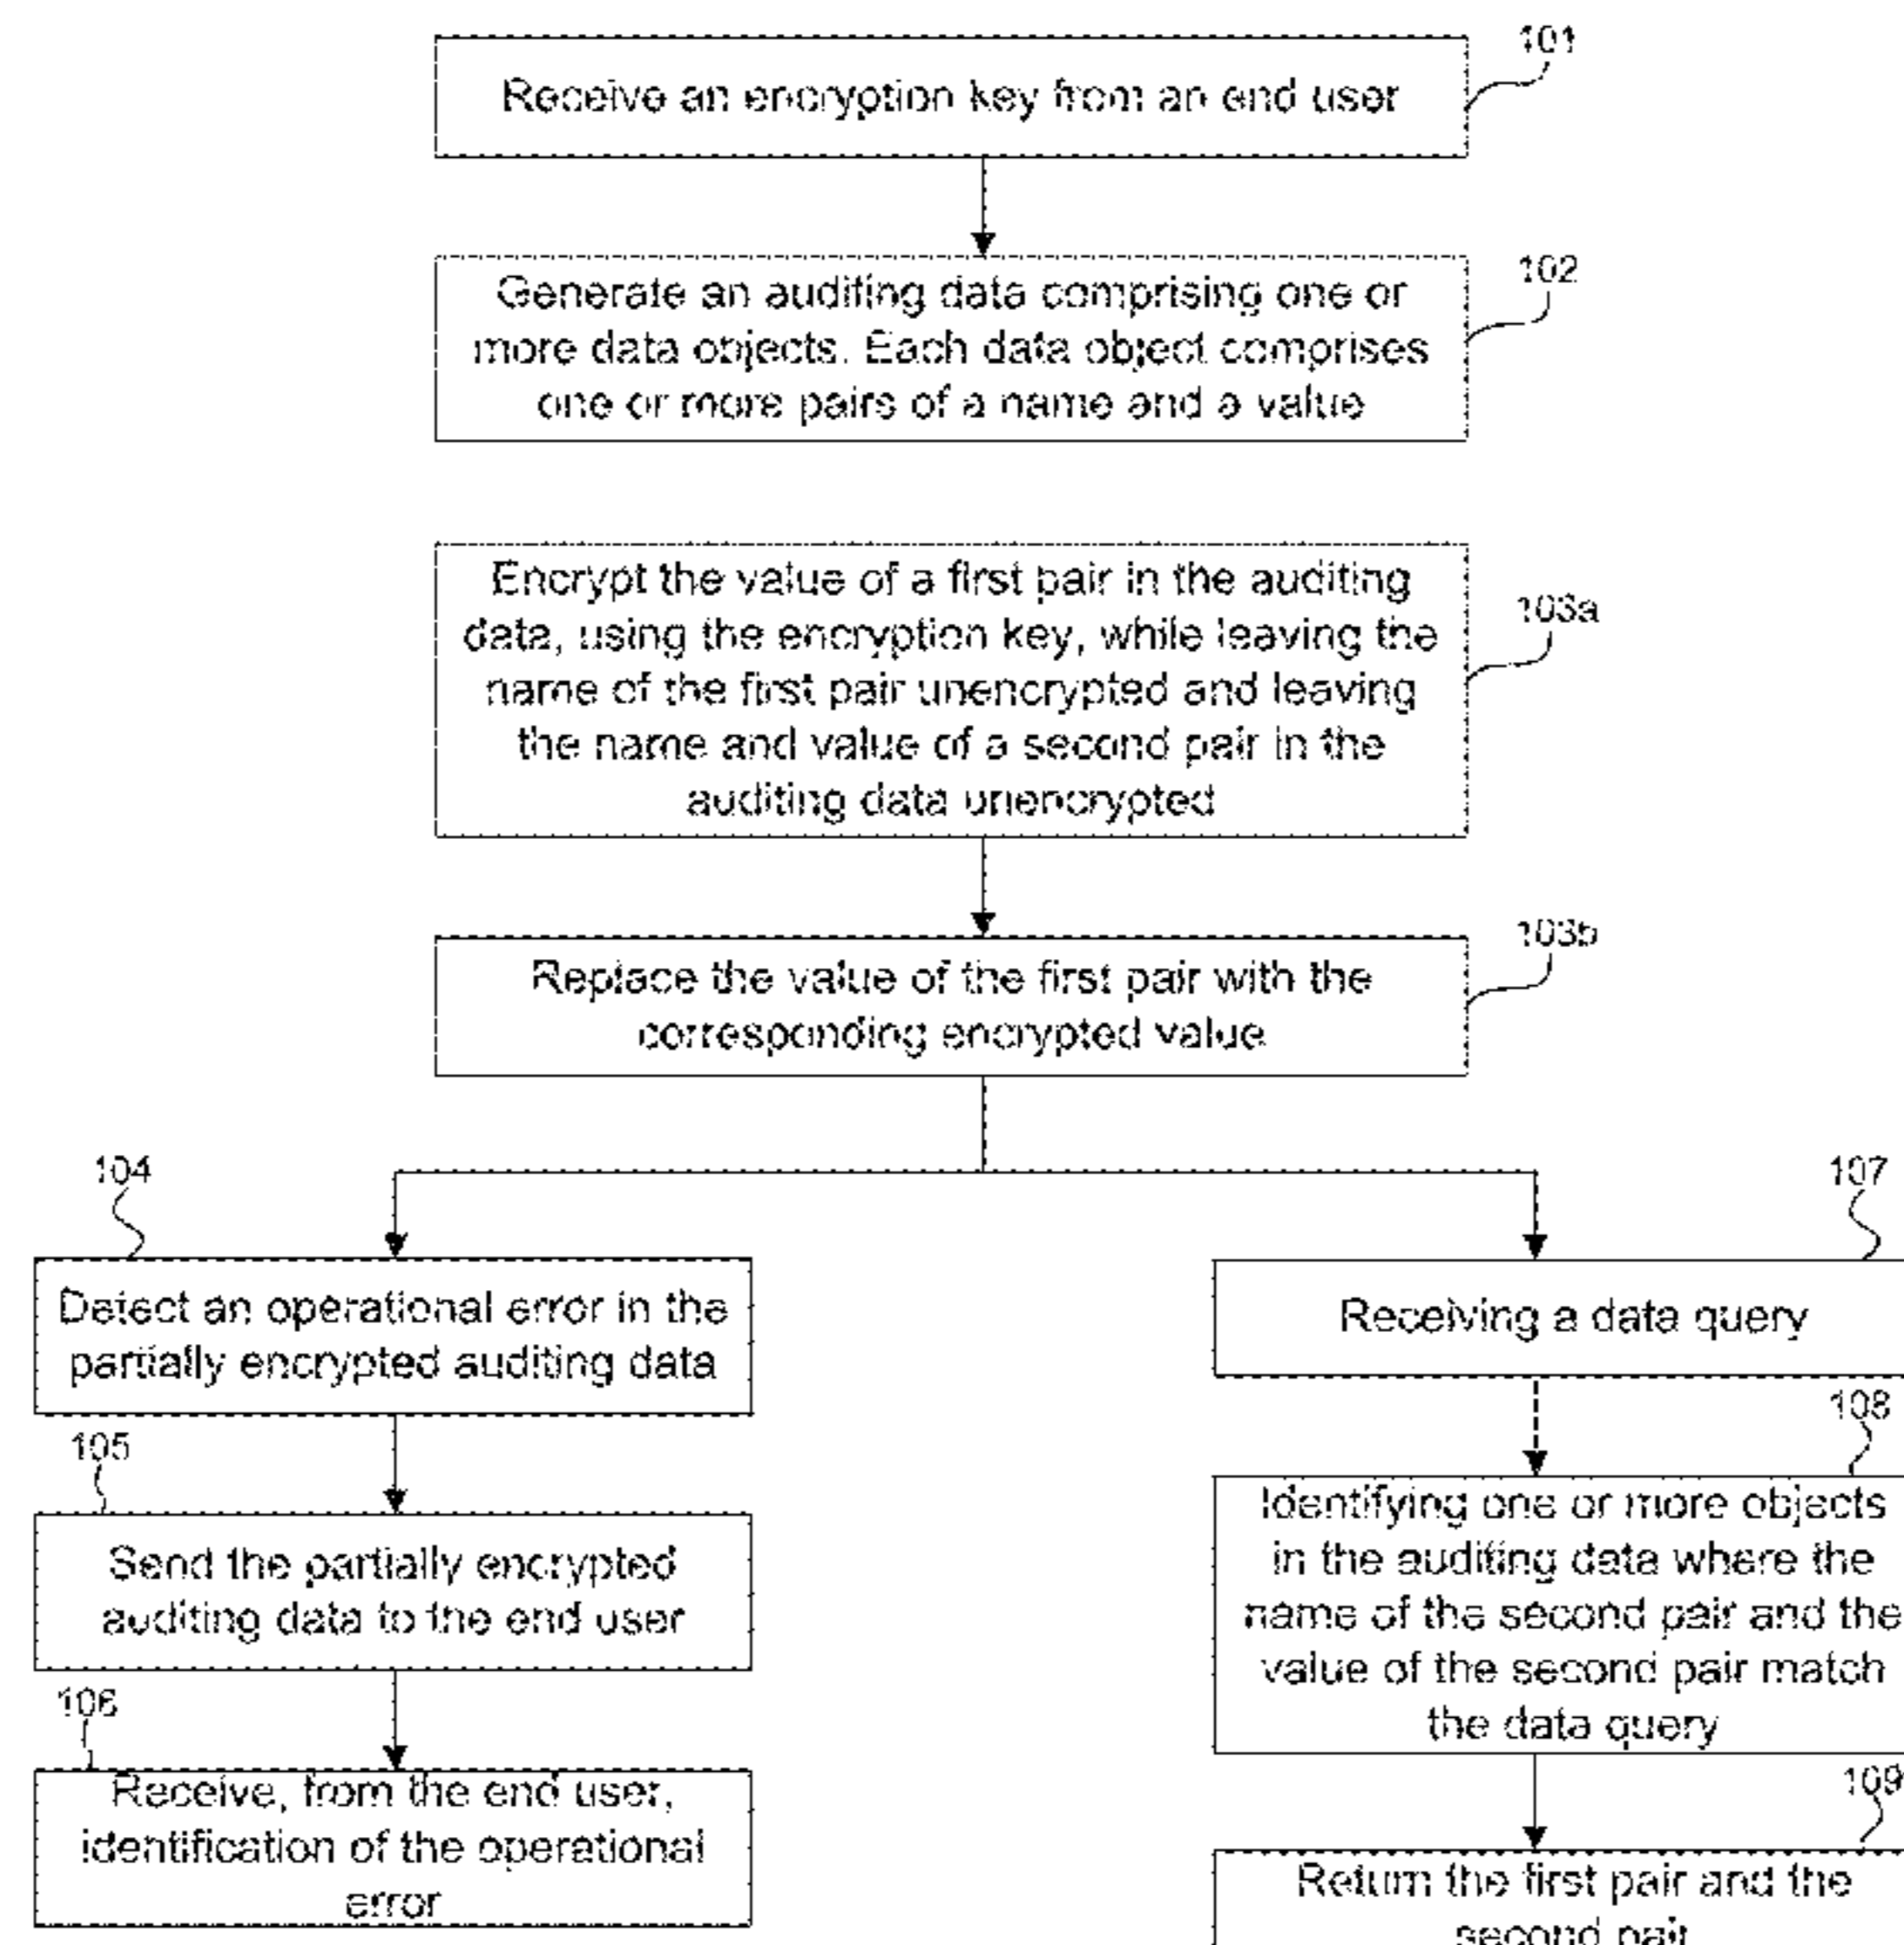 101
Receive an encryption key from an end user
102
Generate an auditing data comprising one or
more data objects. Each data object comprises
one or more pairs of a name and a value
103a
Encrypt the value of a first pair in the auditing
data, using the encryption key, while leaving the
name of the first pair unencrypted and leaving
the name and value of a second pair in the
auditing data unencrypted
103b
Replace the value of the first pair with the
corresponding encrypted value
104
Detect an operational error in the
partially encrypted auditing data
105
Send the partially encrypted
auditing data to the end user
106
Receive, from the end user,
identification of the operational
error
107
Receiving a data query
108
Identifying one or more objects
in the auditing data where the
name of the second pair and the
value of the second pair match
the data query
109
Return the first pair and the
second pair